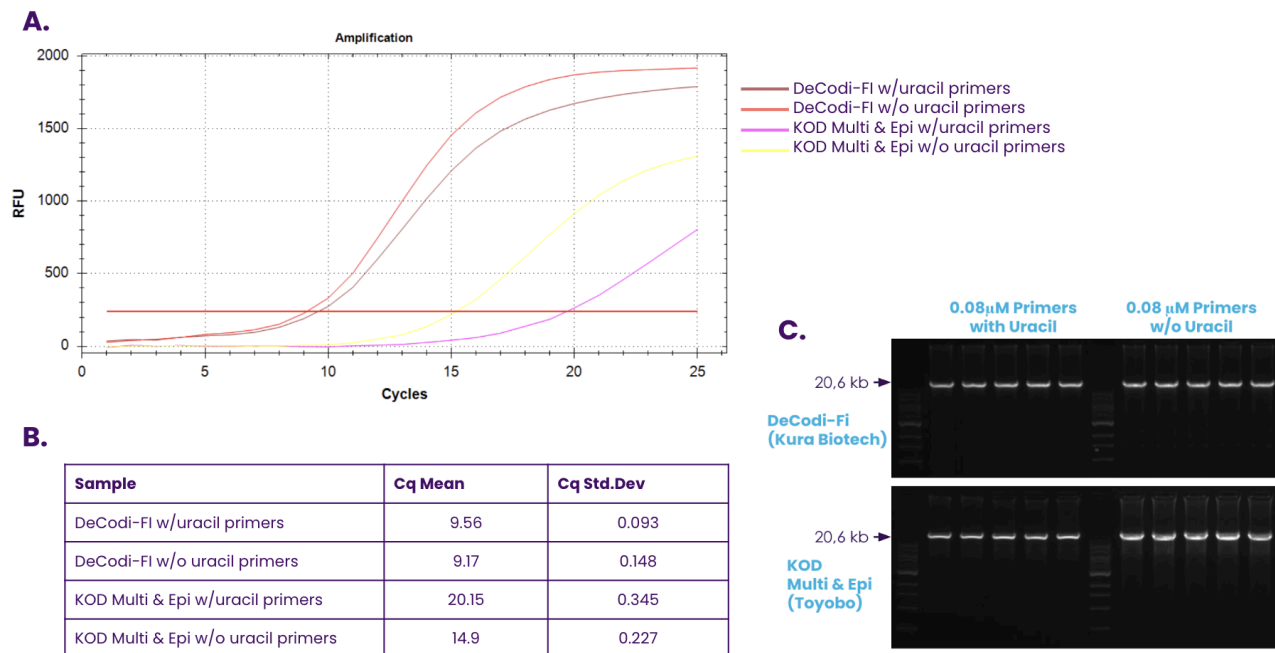 A.
Amplification
2000
1500
1000
500
0
RFU
0 5 10 15 20 25
Cycles
DeCodi-FI w/uracil primers
DeCodi-FI w/o uracil primers
KOD Multi & Epi w/uracil primers
KOD Multi & Epi w/o uracil primers
B.
Sample Cq Mean Cq Std.Dev
DeCodi-FI w/uracil primers 9.56 0.093
DeCodi-FI w/o uracil primers 9.17 0.148
KOD Multi & Epi w/uracil primers 20.15 0.345
KOD Multi & Epi w/o uracil primers 14.9 0.227
C.
0.08μM Primers
with Uracil
0.08 μM Primers
w/o Uracil
20,6 kb
DeCodi-Fi
(Kura Biotech)
20,6 kb
KOD
Multi & Epi
(Toyobo)